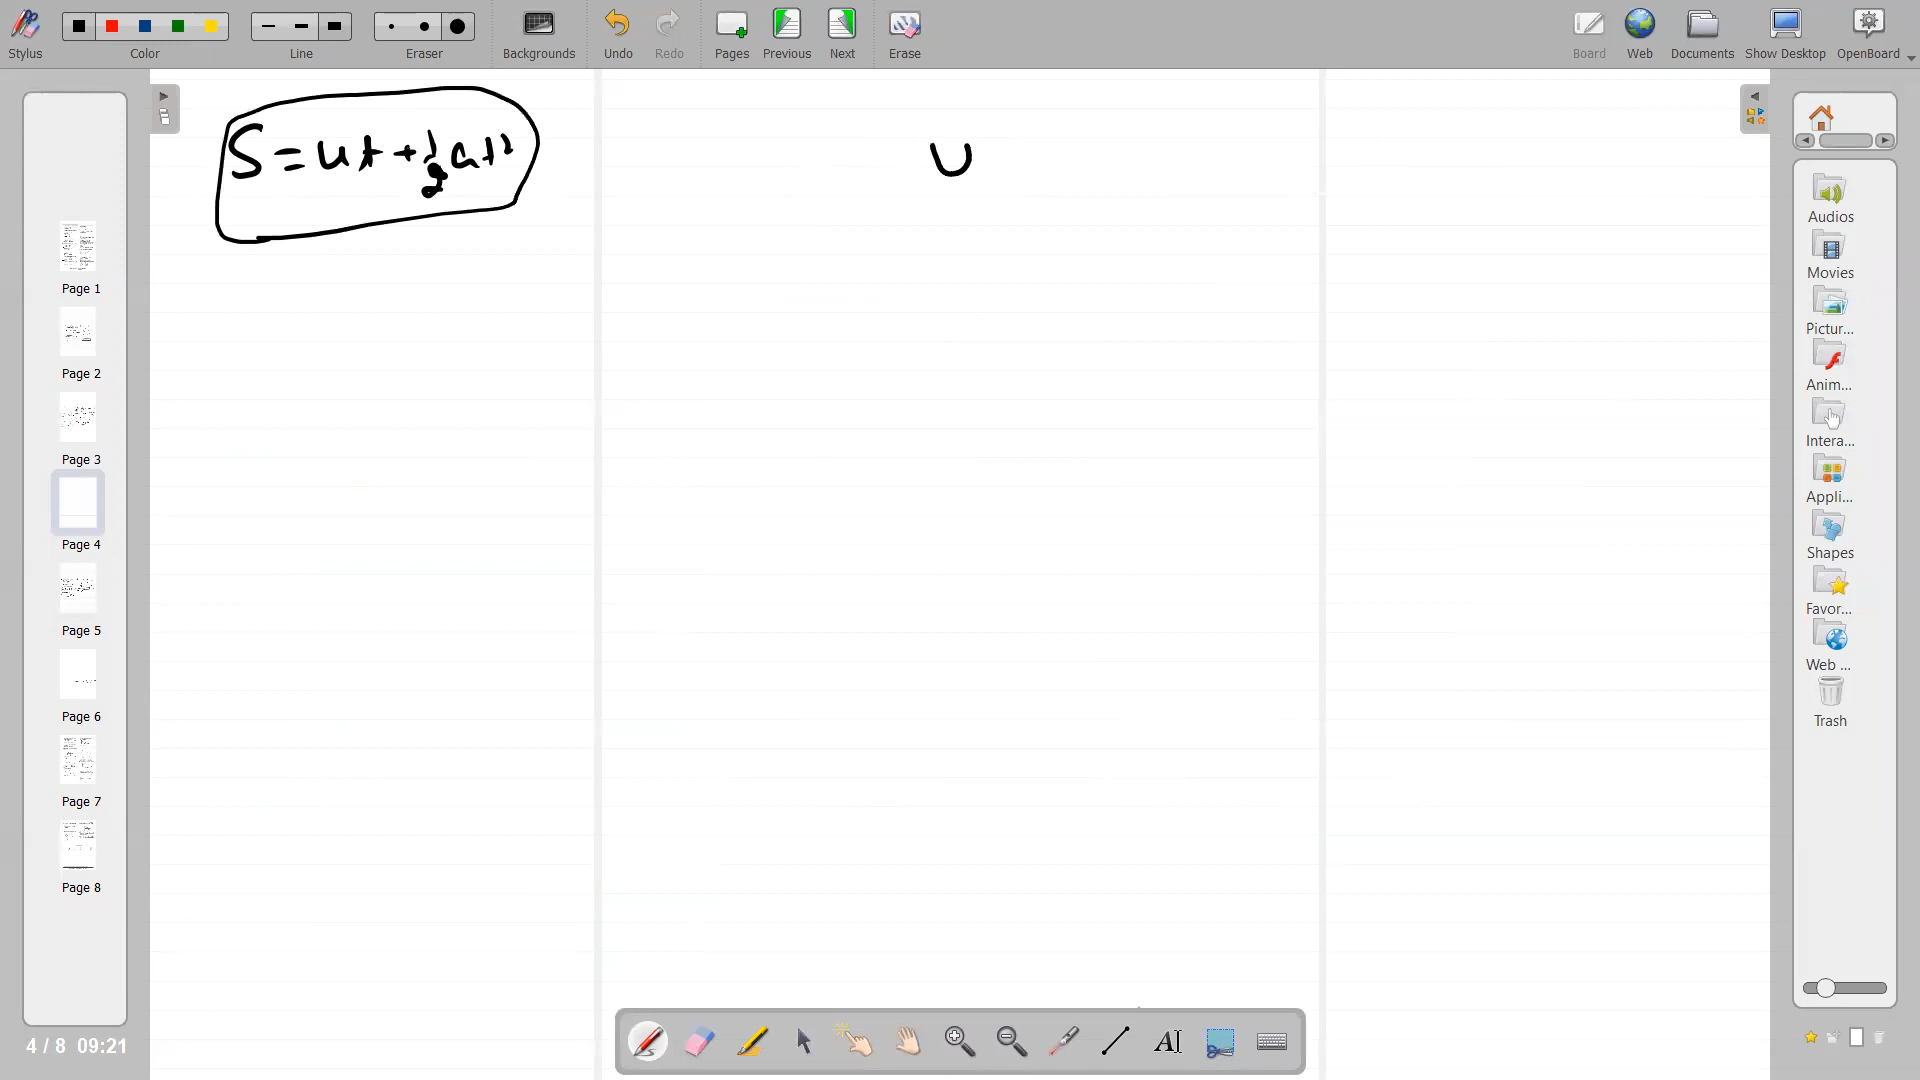 Stylus
Color
Line
Eraser
Backgrounds
Undo
Redo
Pages
Previous
Next
Erase
Board
Web
Documents
Show Desktop
OpenBoard
S = ut + ½at²
U
Page 1
Page 2
Page 3
Page 4
Page 5
Page 6
Page 7
Page 8
4 / 8 09:21
Audios
Movies
Pictur...
Anim...
Intera...
Appli...
Shapes
Favor...
Web ...
Trash